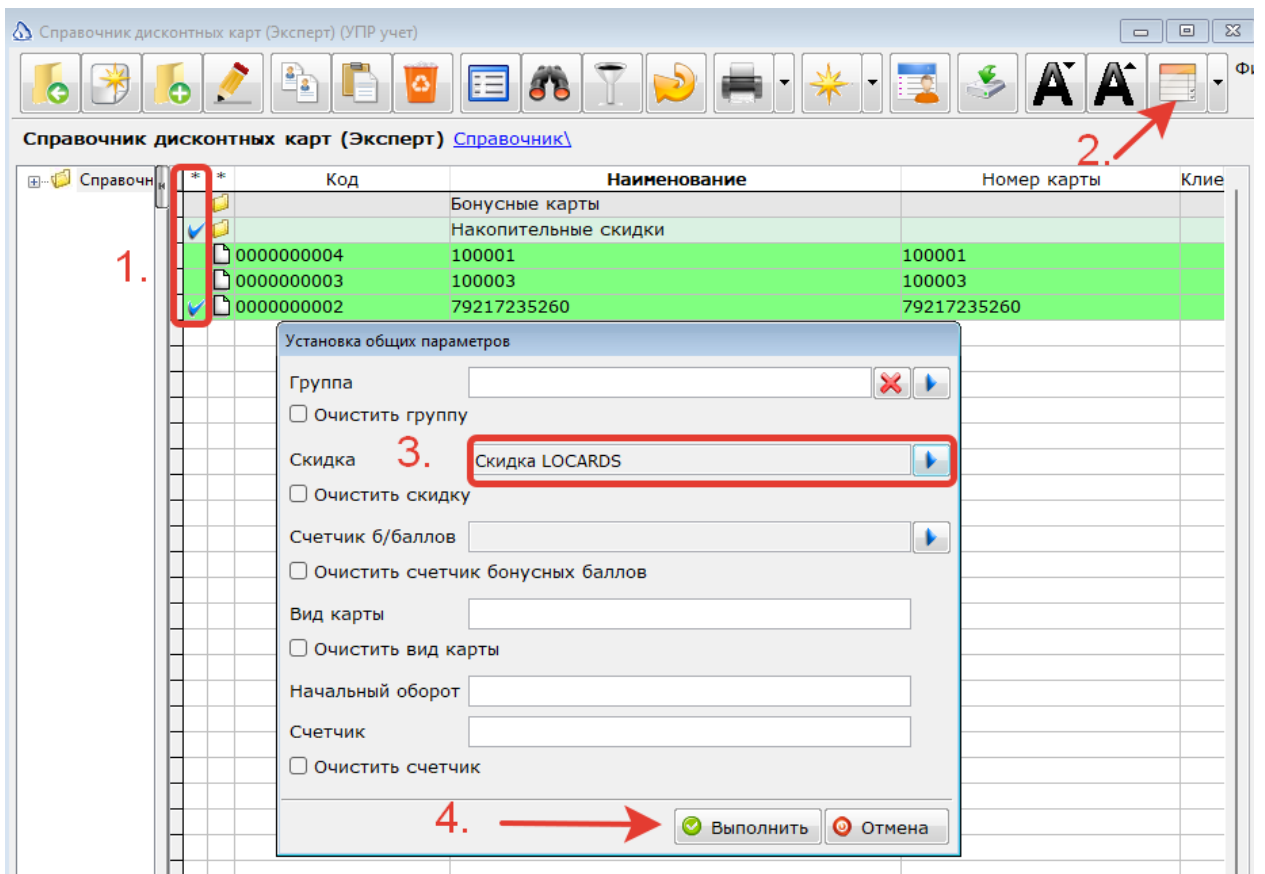 Справочник дисконтных карт (Эксперт) (УПР учет)
Справочник дисконтных карт (Эксперт) Справочник\
2.
Справочн
* * Код Наименование Номер карты Клие
Бонусные карты
Накопительные скидки
1.
0000000004 100001 100001
0000000003 100003 100003
0000000002 79217235260 79217235260
Установка общих параметров
Группа
Очистить группу
Скидка 3. Скидка LOCARDS
Очистить скидку
Счетчик б/баллов
Очистить счетчик бонусных баллов
Вид карты
Очистить вид карты
Начальный оборот
Счетчик
Очистить счетчик
4. Выполнить Отмена